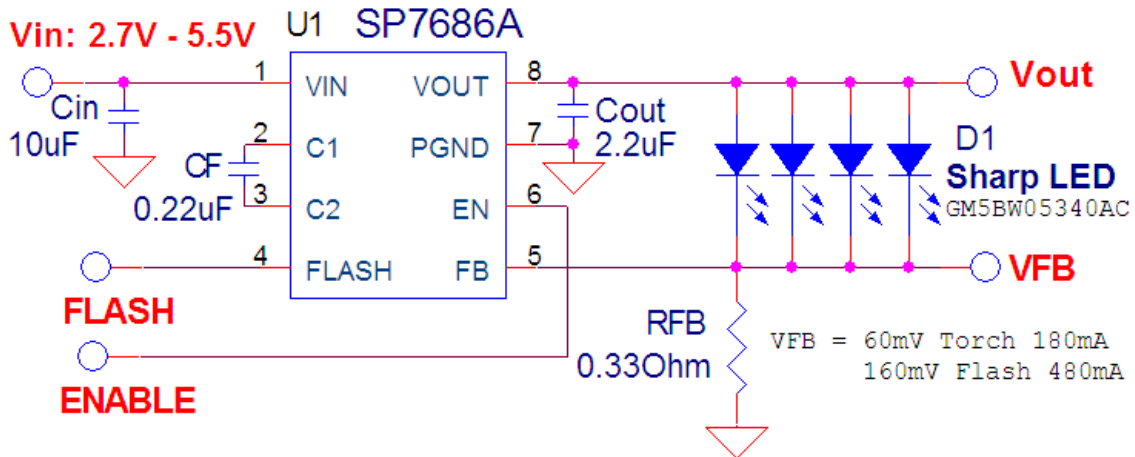 Vin: 2.7V - 5.5V
U1 SP7686A
1 VIN VOUT 8
Vout
Cin
10uF
Cout
2.2uF
2 C1 PGND 7
CF
0.22uF
3 C2 EN 6
D1
Sharp LED
GM5BW05340AC
4 FLASH FB 5
VFB
FLASH
ENABLE
RFB
0.33Ohm
VFB = 60mV Torch 180mA
160mV Flash 480mA